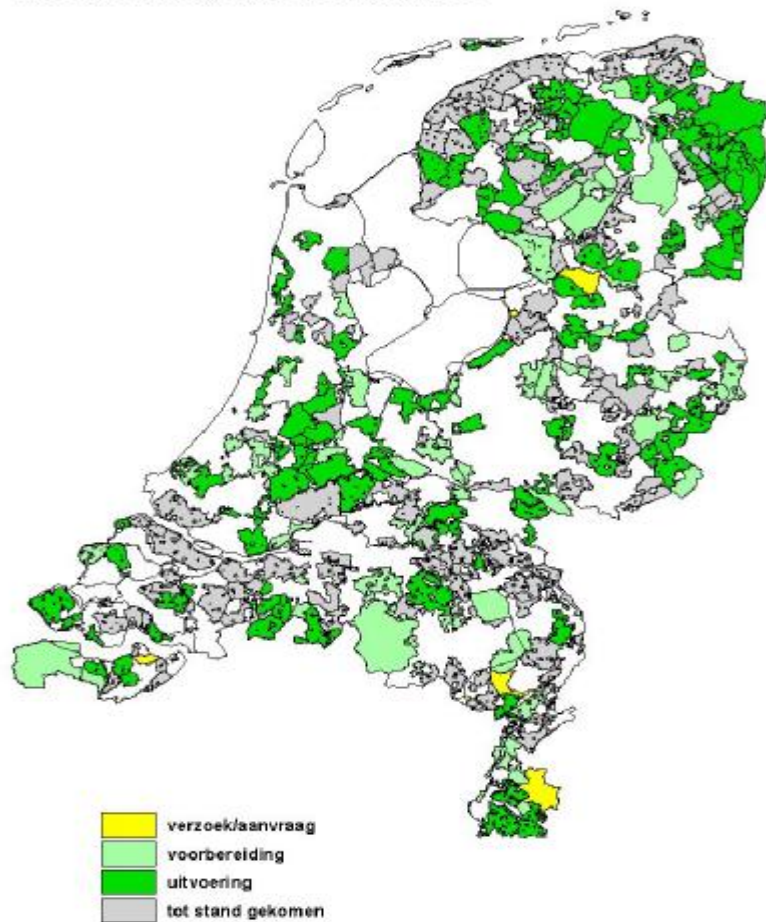 verzoek/aanvraag
voorbereiding
uitvoering
tot stand gekomen